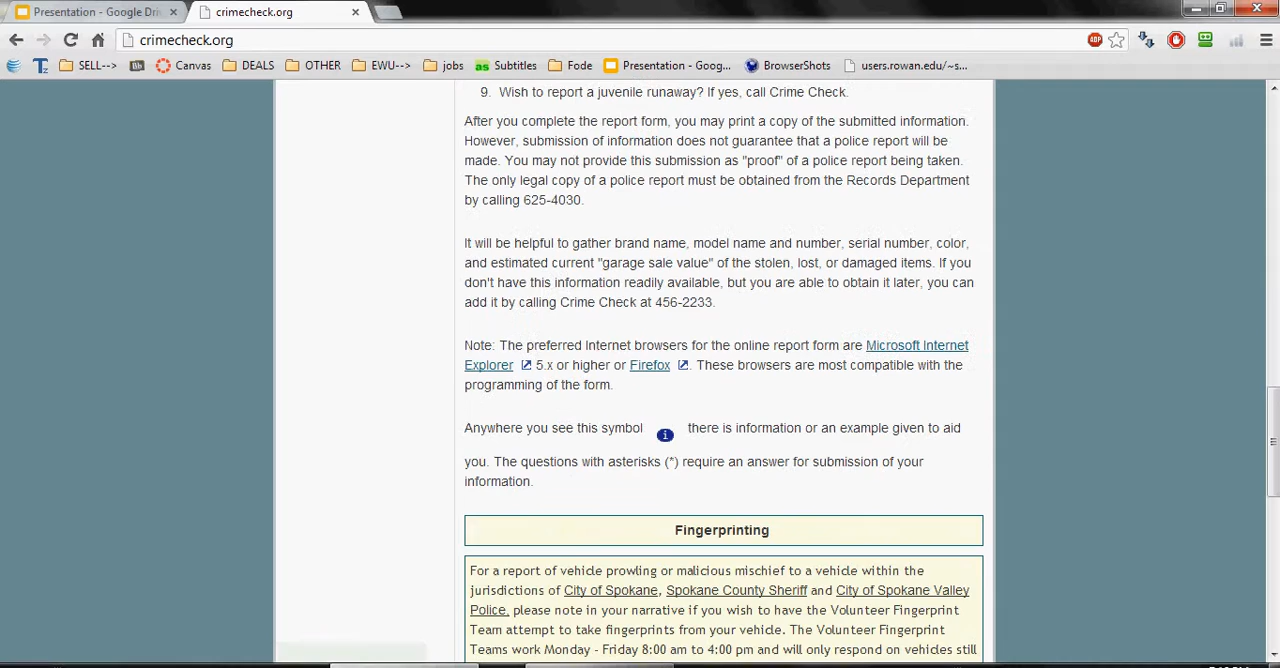 Presentation - Google Dri
crimecheck.org
crimecheck.org
ABP
SELL-->
Bb
Canvas
DEALS
OTHER
EWU-->
jobs
as Subtitles
Fode
Presentation - Goog...
BrowserShots
users.rowan.edu/~s...
9. Wish to report a juvenile runaway? If yes, call Crime Check.
After you complete the report form, you may print a copy of the submitted information.
However, submission of information does not guarantee that a police report will be
made. You may not provide this submission as "proof" of a police report being taken.
The only legal copy of a police report must be obtained from the Records Department
by calling 625-4030.
It will be helpful to gather brand name, model name and number, serial number, color,
and estimated current "garage sale value" of the stolen, lost, or damaged items. If you
don't have this information readily available, but you are able to obtain it later, you can
add it by calling Crime Check at 456-2233.
Note: The preferred Internet browsers for the online report form are Microsoft Internet
Explorer 5.x or higher or Firefox . These browsers are most compatible with the
programming of the form.
Anywhere you see this symbol i there is information or an example given to aid
you. The questions with asterisks (*) require an answer for submission of your
information.
Fingerprinting
For a report of vehicle prowling or malicious mischief to a vehicle within the
jurisdictions of City of Spokane, Spokane County Sheriff and City of Spokane Valley
Police, please note in your narrative if you wish to have the Volunteer Fingerprint
Team attempt to take fingerprints from your vehicle. The Volunteer Fingerprint
Teams work Monday - Friday 8:00 am to 4:00 pm and will only respond on vehicles still